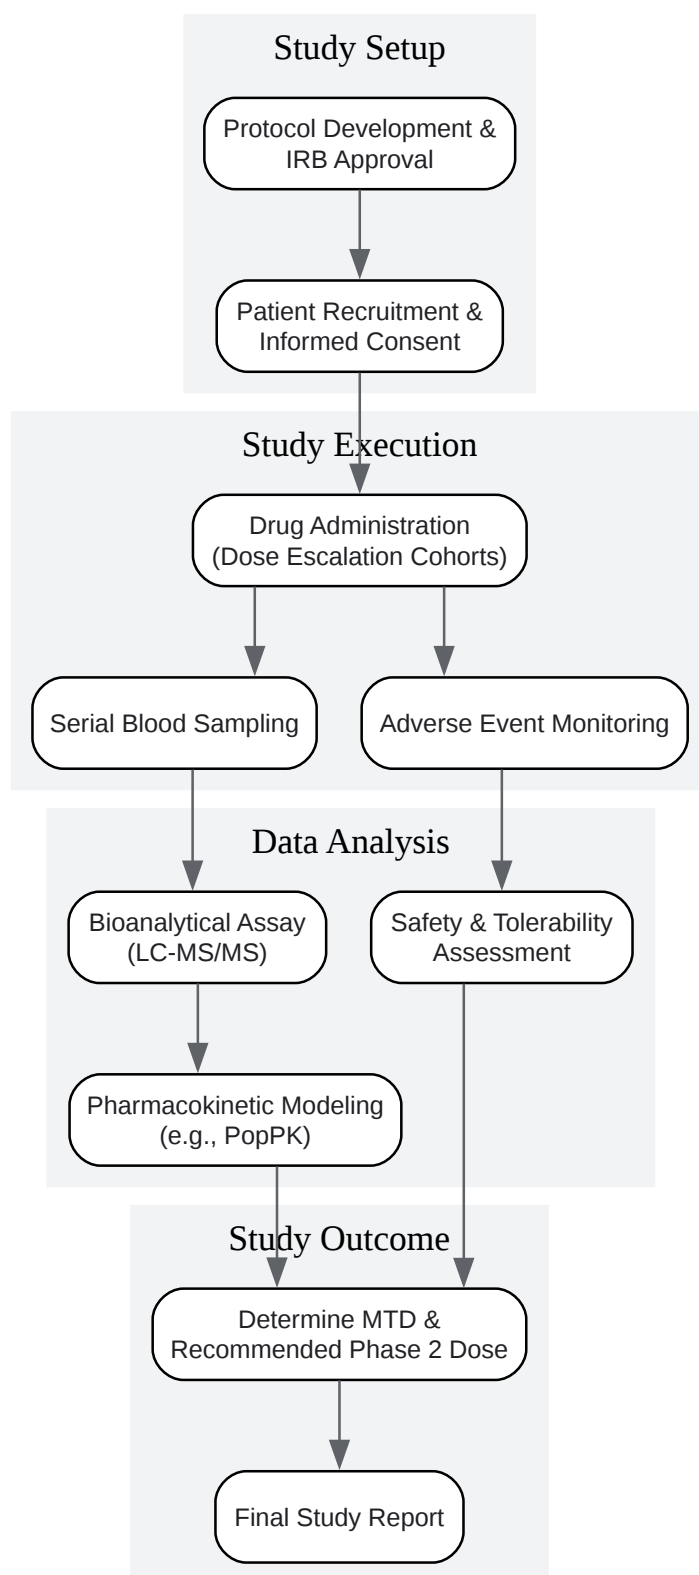 Study Setup
Protocol Development &
IRB Approval
Patient Recruitment &
Informed Consent
Study Execution
Drug Administration
(Dose Escalation Cohorts)
Serial Blood Sampling
Adverse Event Monitoring
Data Analysis
Bioanalytical Assay
(LC-MS/MS)
Safety & Tolerability
Assessment
Pharmacokinetic Modeling
(e.g., PopPK)
Study Outcome
Determine MTD &
Recommended Phase 2 Dose
Final Study Report